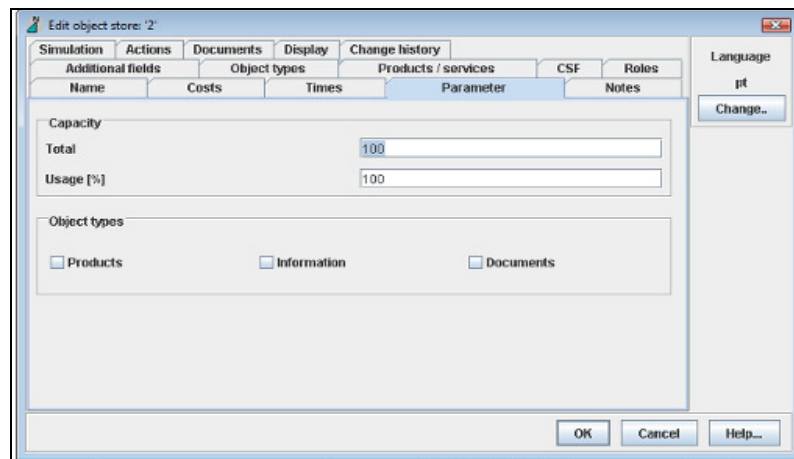 Edit object store: '2'
Simulation Actions Documents Display Change history
Additional fields Object types Products / services CSF Roles
Name Costs Times Parameter Notes
Language
pt
Change..
Capacity
Total 100
Usage [%] 100
Object types
Products Information Documents
OK Cancel Help...